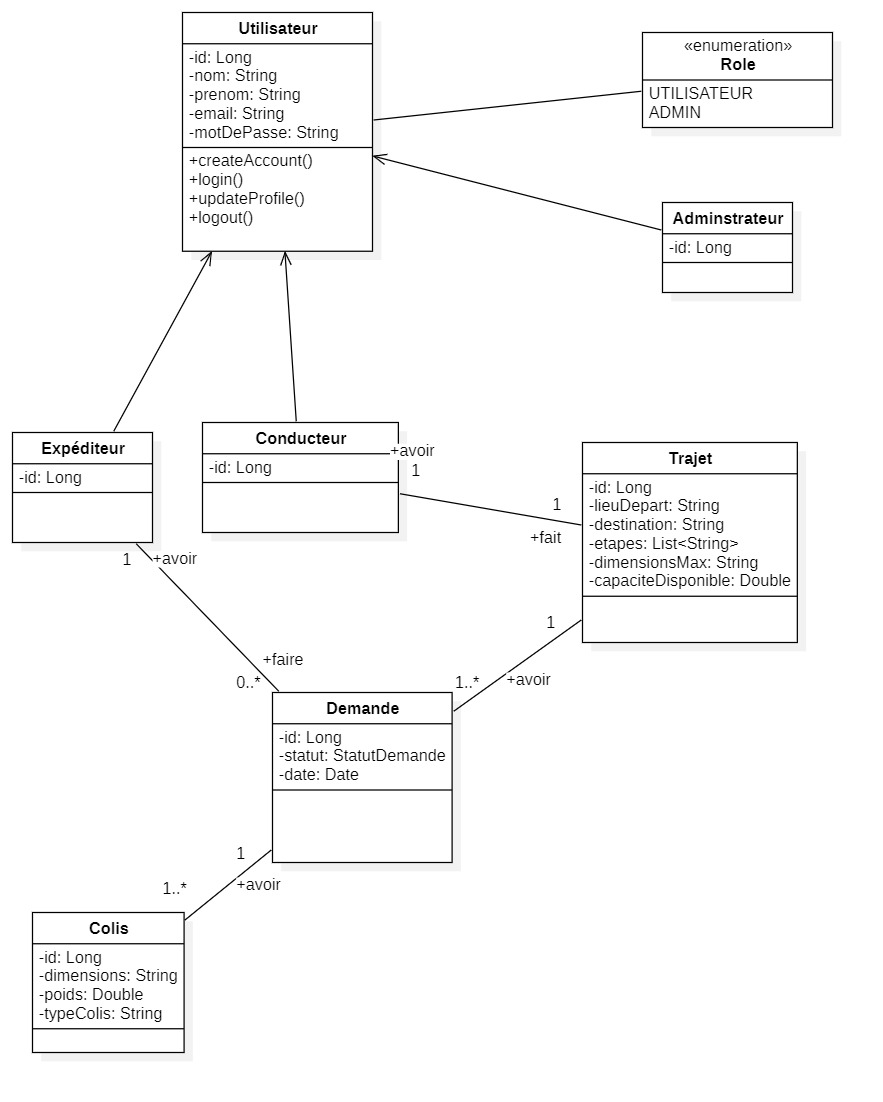 Utilisateur
-id: Long
-nom: String
-prenom: String
-email: String
-motDePasse: String
+createAccount()
+login()
+updateProfile()
+logout()
«enumeration»
Role
UTILISATEUR
ADMIN
Adminstrateur
-id: Long
Expéditeur
-id: Long
Conducteur
-id: Long
+avoir
1
1
+fait
Trajet
-id: Long
-lieuDepart: String
-destination: String
-etapes: List<String>
-dimensionsMax: String
-capaciteDisponible: Double
1 +avoir
+faire
0..*
1
1..* +avoir
Demande
-id: Long
-statut: StatutDemande
-date: Date
1
+avoir
1..*
Colis
-id: Long
-dimensions: String
-poids: Double
-typeColis: String